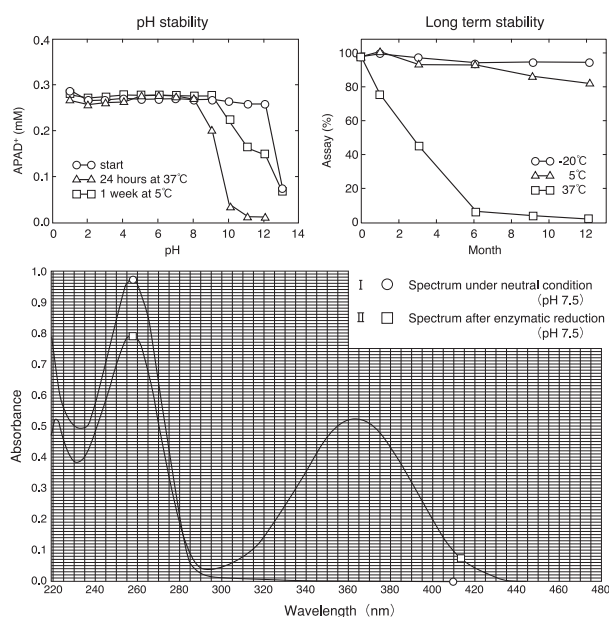 pH stability
0.4
0.3
0.2
0.1
0.0
APAD⁺ (mM)
start
24 hours at 37℃
1 week at 5℃
0 2 4 6 8 10 12 14
pH
Long term stability
100
80
60
40
20
0
Assay (%)
-20℃
5℃
37℃
0 2 4 6 8 10 12
Month
1.0
0.9
0.8
0.7
0.6
0.5
0.4
0.3
0.2
0.1
0.0
Absorbance
Ⅰ Spectrum under neutral condition
(pH 7.5)
Ⅱ Spectrum after enzymatic reduction
(pH 7.5)
220 240 260 280 300 320 340 360 380 400 420 440 460 480
Wavelength (nm)